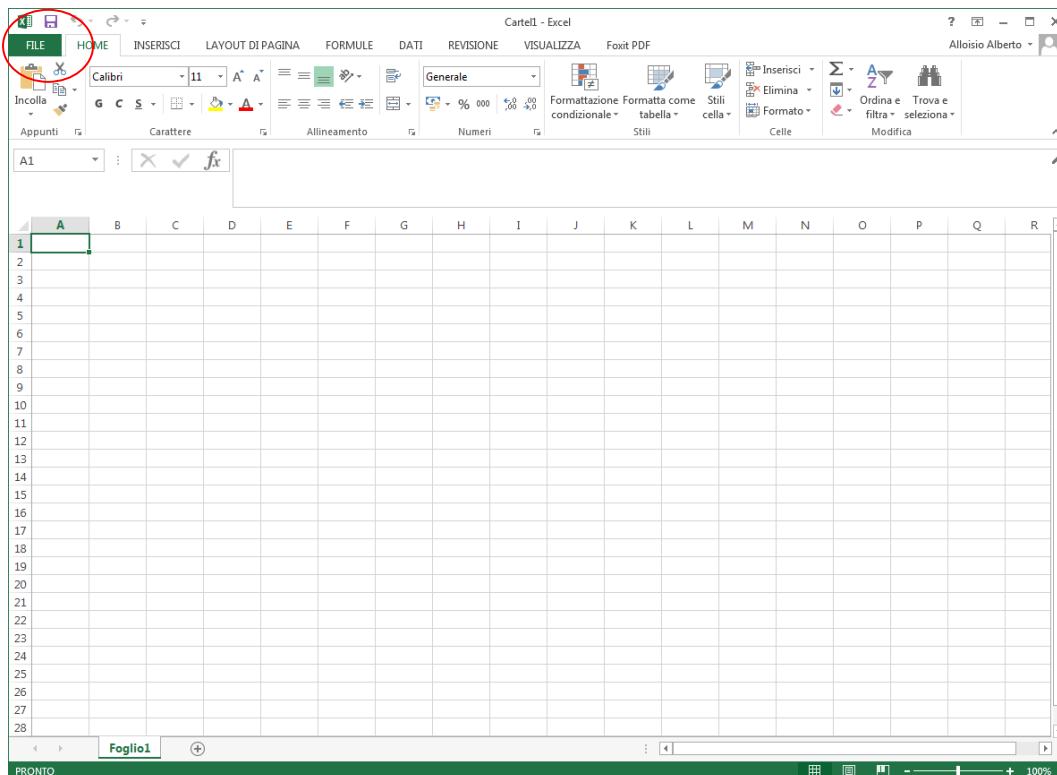 Cartel1 - Excel
?
FILE HOME INSERISCI LAYOUT DI PAGINA FORMULE DATI REVISIONE VISUALIZZA Foxit PDF Alloisio Alberto
Calibri 11 A A Generale
Inserisci Σ A Z
Incolla Formattazione condizionale Formatta come tabella Stili cella Elimina Ordina e filtra Trova e seleziona
G C S A % 000 ,00 ,00 Formato
Appunti Carattere Allineamento Numeri Stili Celle Modifica
A1 fx
A B C D E F G H I J K L M N O P Q R
1
2
3
4
5
6
7
8
9
10
11
12
13
14
15
16
17
18
19
20
21
22
23
24
25
26
27
28
Foglio1
PRONTO 100%